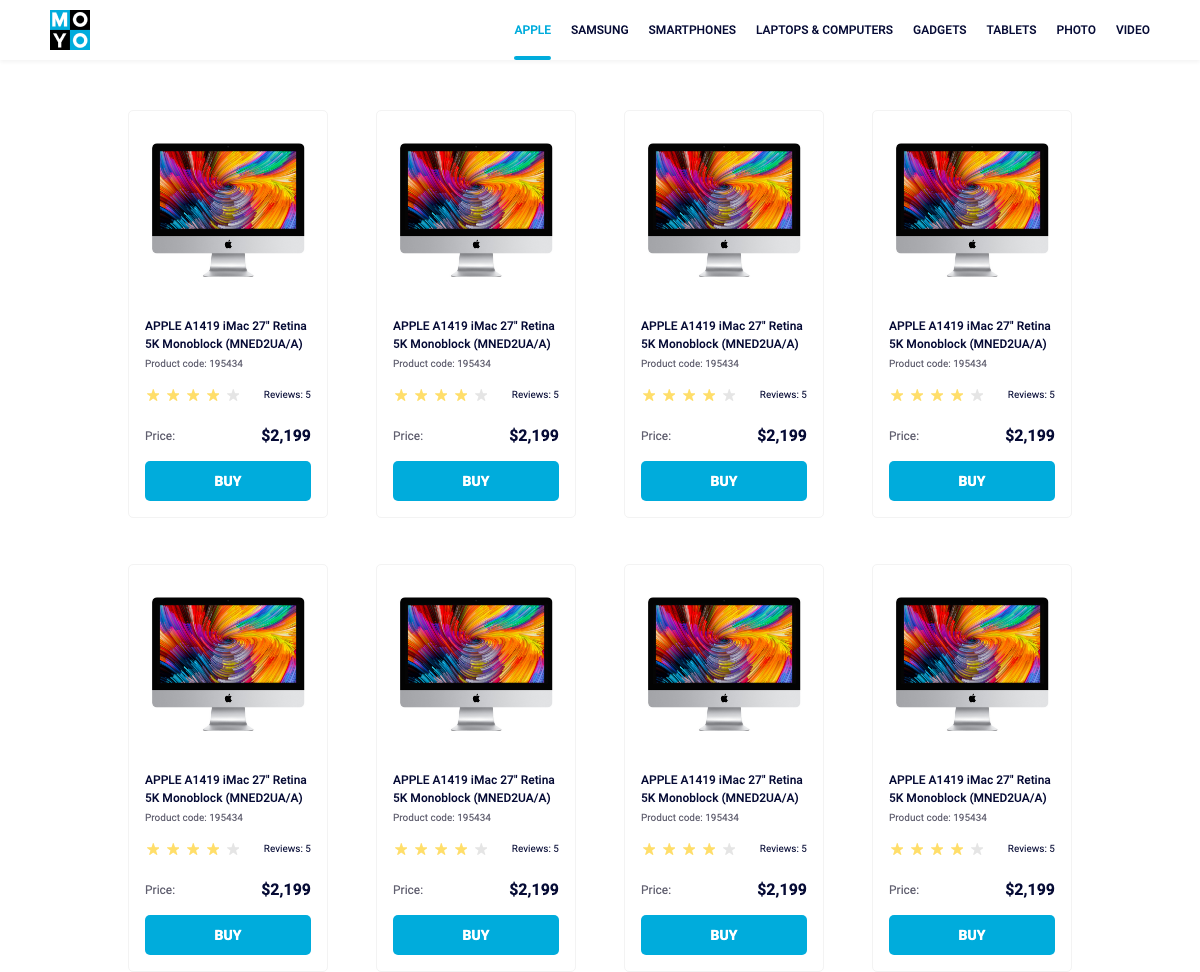 MO
YO
APPLE SAMSUNG SMARTPHONES LAPTOPS & COMPUTERS GADGETS TABLETS PHOTO VIDEO
APPLE A1419 iMac 27" Retina
5K Monoblock (MNED2UA/A)
Product code: 195434
Reviews: 5
Price: $2,199
BUY
APPLE A1419 iMac 27" Retina
5K Monoblock (MNED2UA/A)
Product code: 195434
Reviews: 5
Price: $2,199
BUY
APPLE A1419 iMac 27" Retina
5K Monoblock (MNED2UA/A)
Product code: 195434
Reviews: 5
Price: $2,199
BUY
APPLE A1419 iMac 27" Retina
5K Monoblock (MNED2UA/A)
Product code: 195434
Reviews: 5
Price: $2,199
BUY
APPLE A1419 iMac 27" Retina
5K Monoblock (MNED2UA/A)
Product code: 195434
Reviews: 5
Price: $2,199
BUY
APPLE A1419 iMac 27" Retina
5K Monoblock (MNED2UA/A)
Product code: 195434
Reviews: 5
Price: $2,199
BUY
APPLE A1419 iMac 27" Retina
5K Monoblock (MNED2UA/A)
Product code: 195434
Reviews: 5
Price: $2,199
BUY
APPLE A1419 iMac 27" Retina
5K Monoblock (MNED2UA/A)
Product code: 195434
Reviews: 5
Price: $2,199
BUY